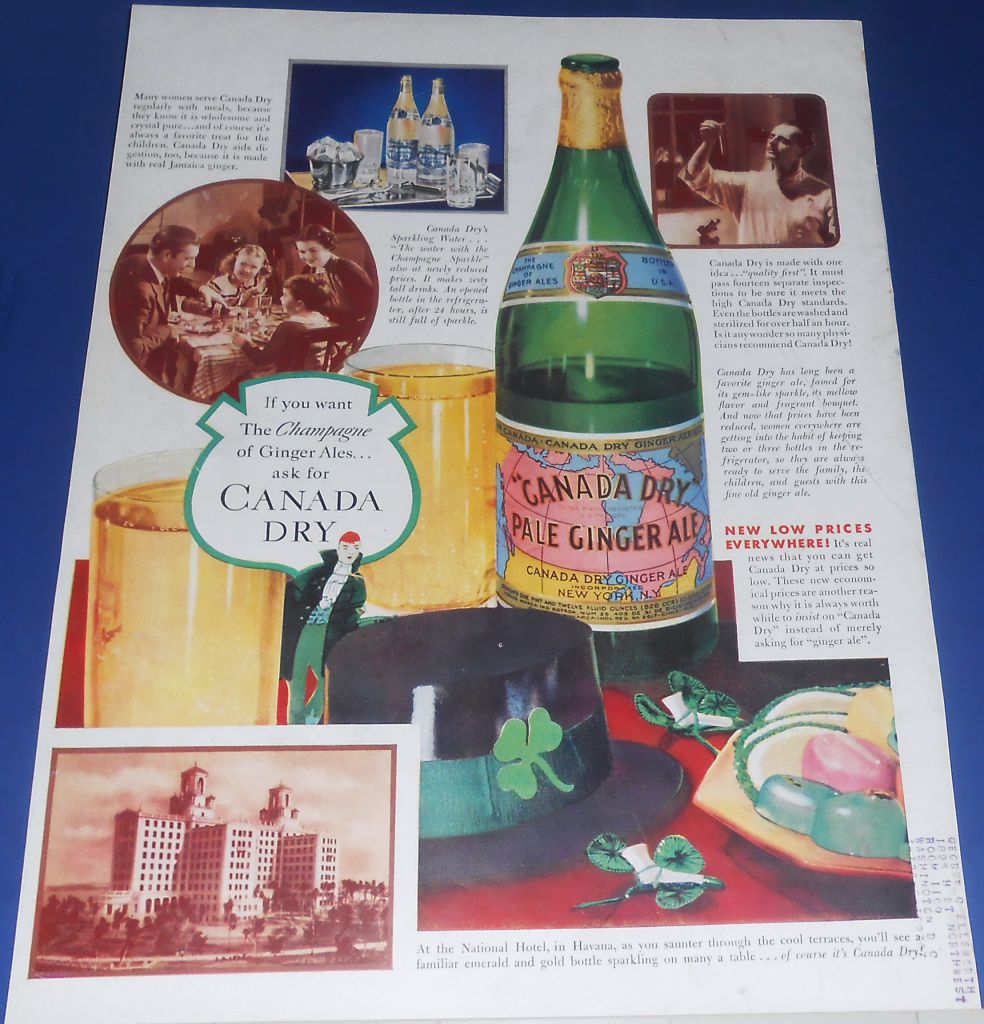 Many women serve Canada Dry
regularly with meals, because
they know it is wholesome and
crystal pure...and of course it's
always a favorite treat for the
children. Canada Dry aids di-
gestion, too, because it is made
with real Jamaica ginger.
Canada Dry's
Sparkling Water...
"The water with the
Champagne Sparkle"
also at newly reduced
prices. It makes zesty
tall drinks. An opened
bottle in the refrigera-
tor, after 24 hours, is
still full of sparkle.
If you want
The Champagne
of Ginger Ales...
ask for
CANADA
DRY
THE
CHAMPAGNE
OF
GINGER ALES
BOTTLED
IN
U.S.A.
IN CANADA · CANADA DRY GINGER ALE
"CANADA DRY"
PALE GINGER ALE
CANADA DRY GINGER ALE
INCORPORATED
NEW YORK, N.Y.
ONE PINT AND TWELVE FLUID OUNCES (828 CCS)
Canada Dry is made with one
idea..."quality first". It must
pass fourteen separate inspec-
tions to be sure it meets the
high Canada Dry standards.
Even the bottles are washed and
sterilized for over half an hour.
Is it any wonder so many physi-
cians recommend Canada Dry!
Canada Dry has long been a
favorite ginger ale, famed for
its gem-like sparkle, its mellow
flavor and fragrant bouquet.
And now that prices have been
reduced, women everywhere are
getting into the habit of keeping
two or three bottles in the re-
frigerator, so they are always
ready to serve the family, the
children, and guests with this
fine old ginger ale.
NEW LOW PRICES
EVERYWHERE! It's real
news that you can get
Canada Dry at prices so
low. These new econom-
ical prices are another rea-
son why it is always worth
while to insist on "Canada
Dry" instead of merely
asking for "ginger ale".
At the National Hotel, in Havana, as you saunter through the cool terraces, you'll see a
familiar emerald and gold bottle sparkling on many a table...of course it's Canada Dry!
GEORGE C ELLSWORTH
H ST NORTHWEST
ROOM
WASHINGTON D C